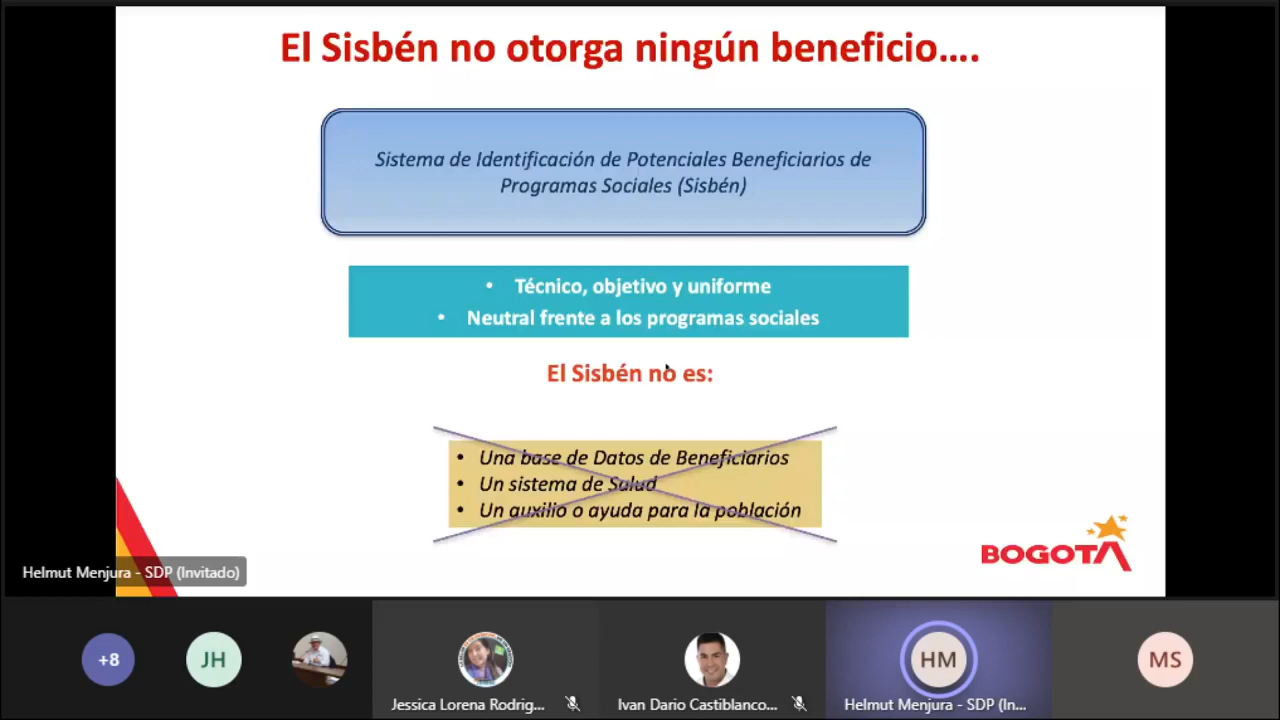 El Sisbén no otorga ningún beneficio....
Sistema de Identificación de Potenciales Beneficiarios de
Programas Sociales (Sisbén)
• Técnico, objetivo y uniforme
• Neutral frente a los programas sociales
El Sisbén no es:
• Una base de Datos de Beneficiarios
• Un sistema de Salud
• Un auxilio o ayuda para la población
BOGOTA
Helmut Menjura - SDP (Invitado)
+8
JH
HM
MS
Jessica Lorena Rodrig...
Ivan Dario Castiblanco...
Helmut Menjura - SDP (In...